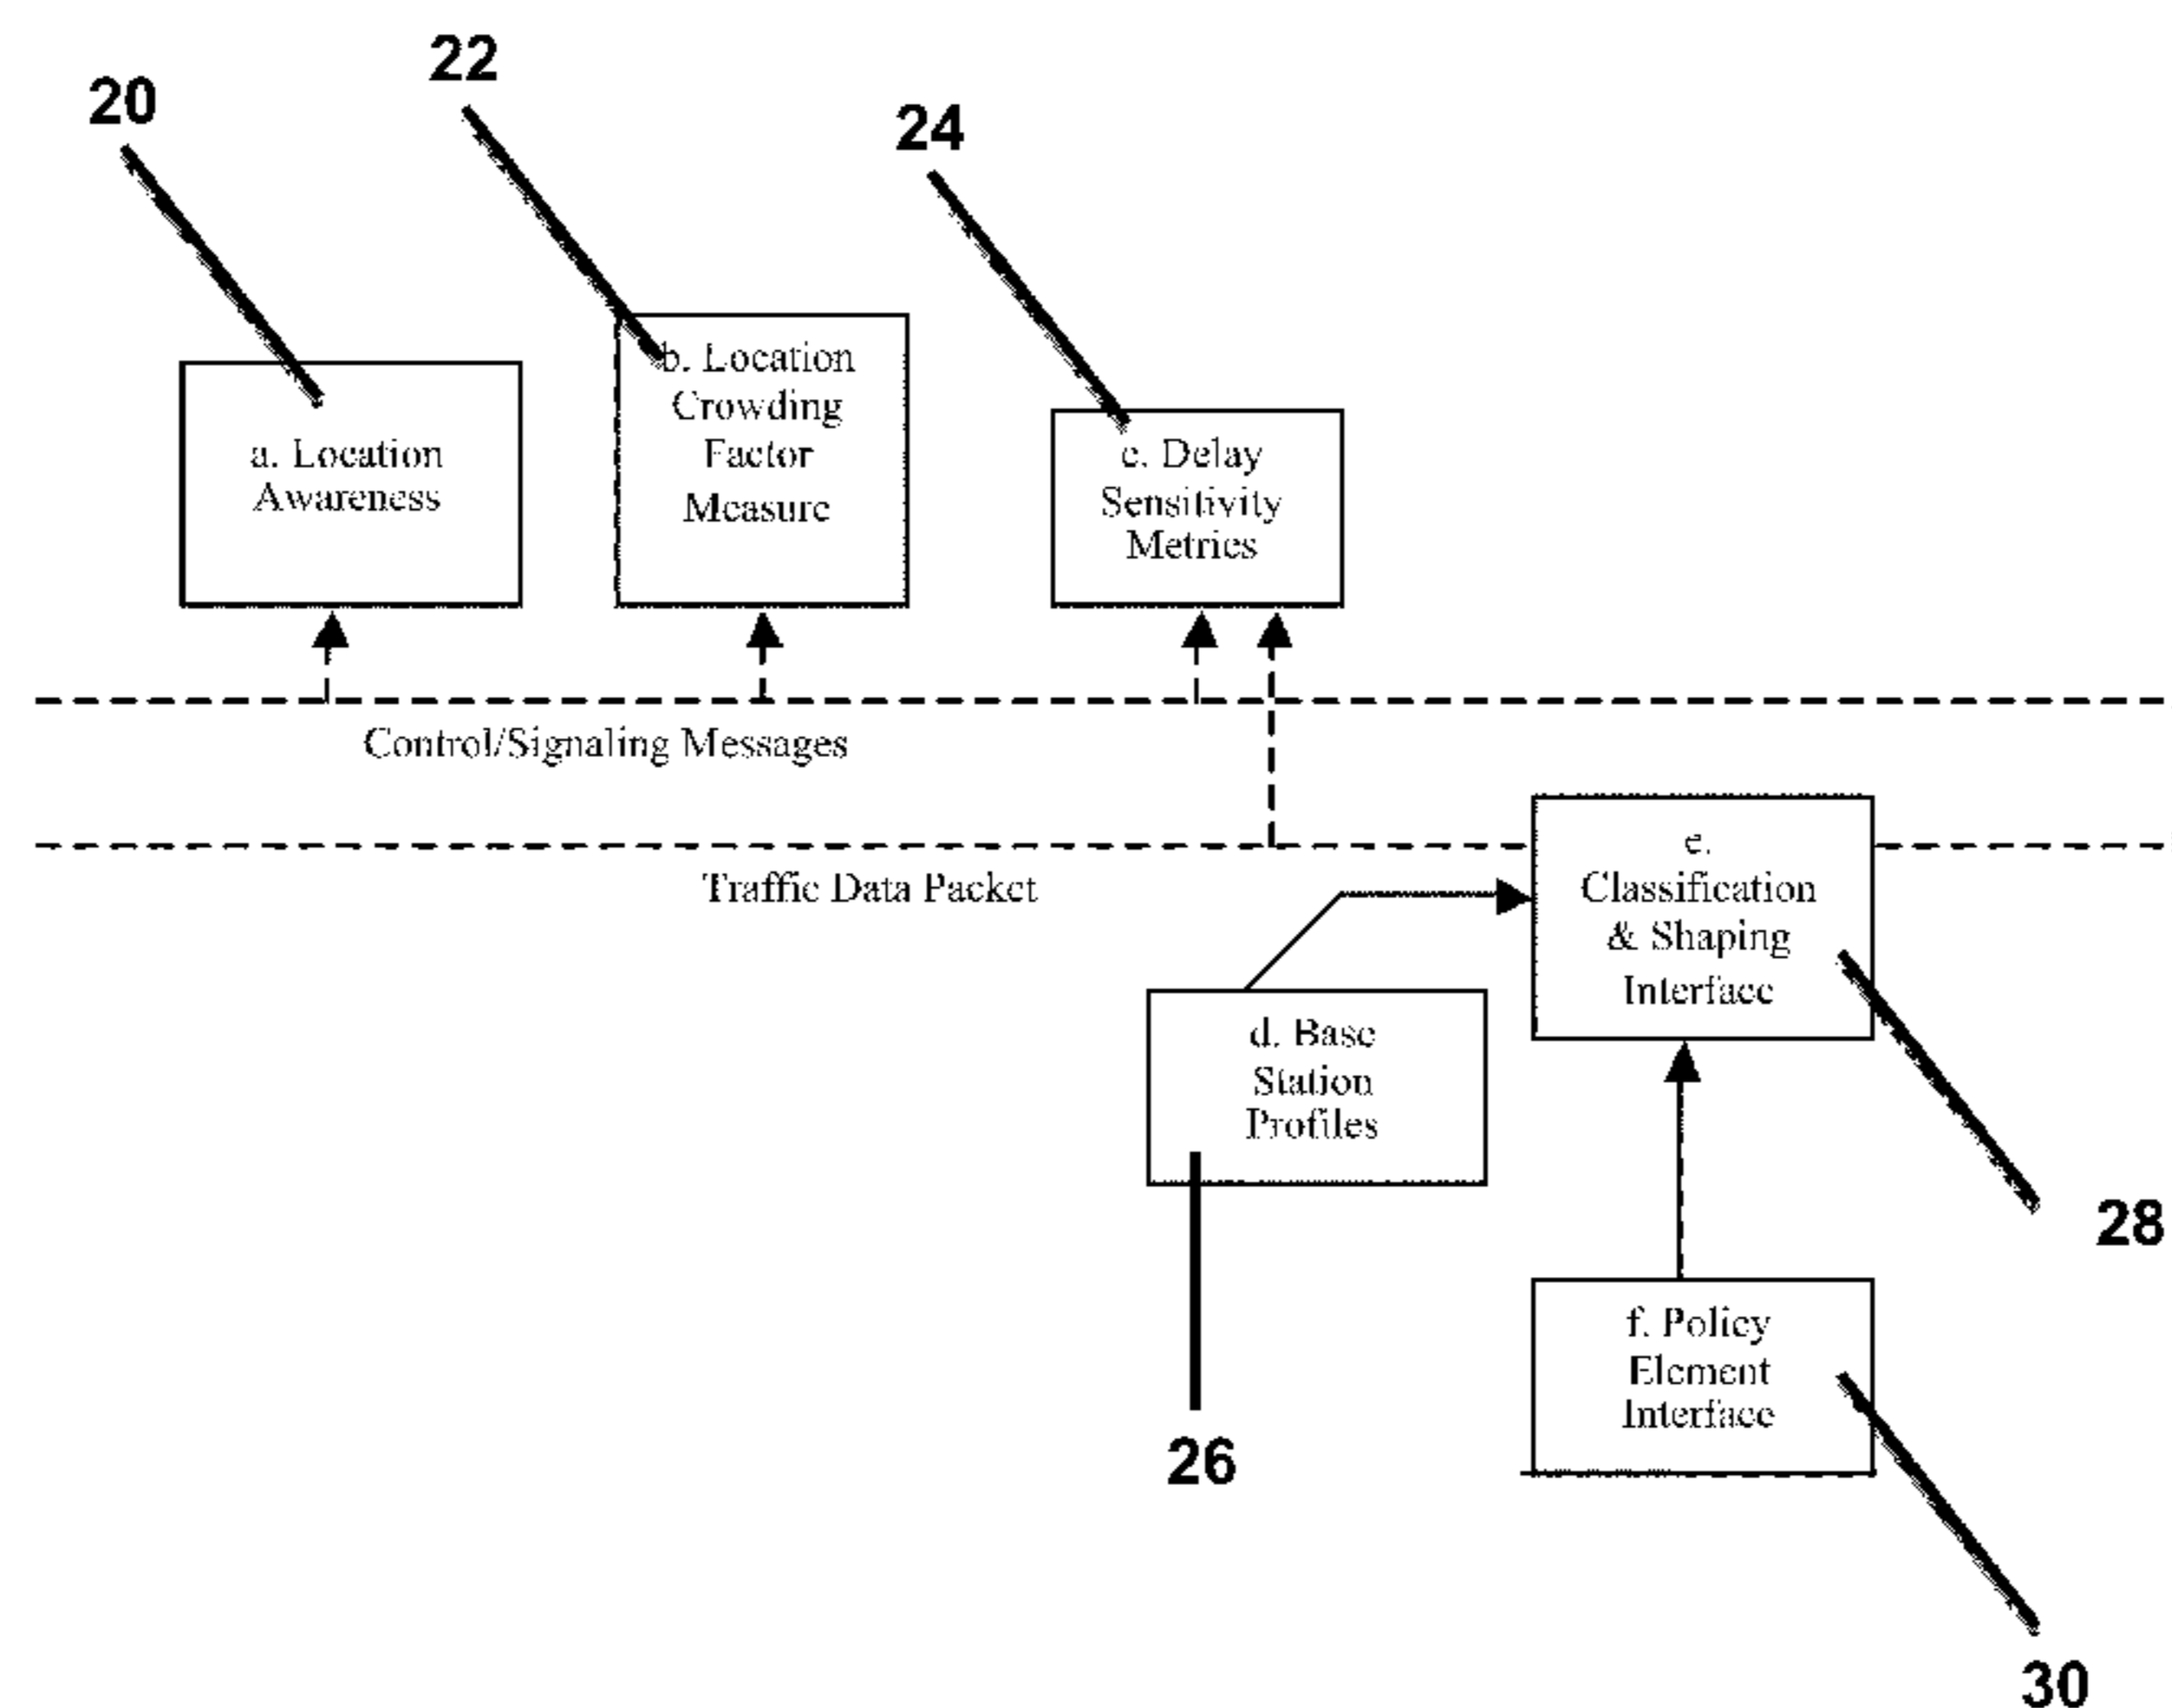 22
20
24
b. Location
Crowding
Factor
Measure
a. Location
Awareness
c. Delay
Sensitivity
Metrics
Control/Signaling Messages
Traffic Data Packet
e.
Classification
& Shaping
Interface
d. Base
Station
Profiles
28
f. Policy
Element
Interface
26
30